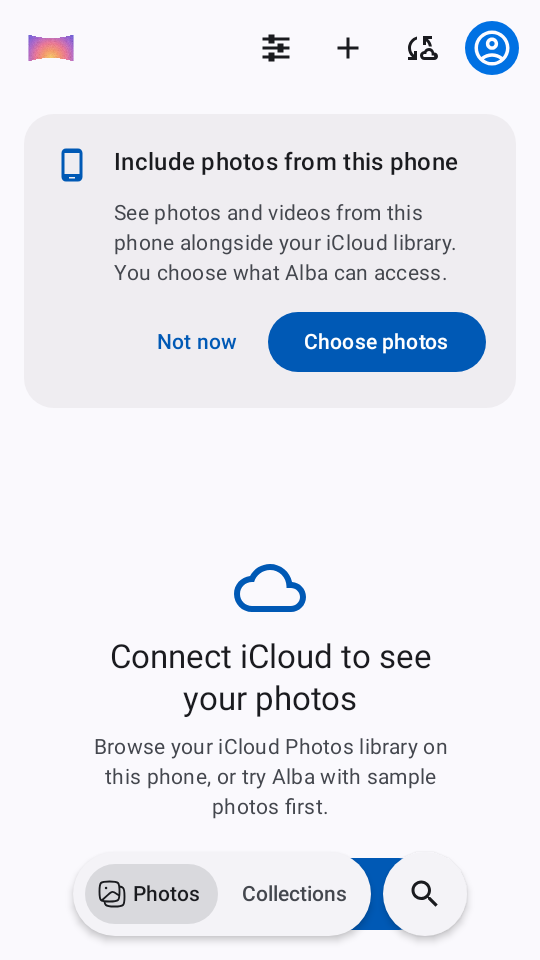 Include photos from this phone
See photos and videos from this
phone alongside your iCloud library.
You choose what Alba can access.
Not now
Choose photos
Connect iCloud to see
your photos
Browse your iCloud Photos library on
this phone, or try Alba with sample
photos first.
Photos
Collections